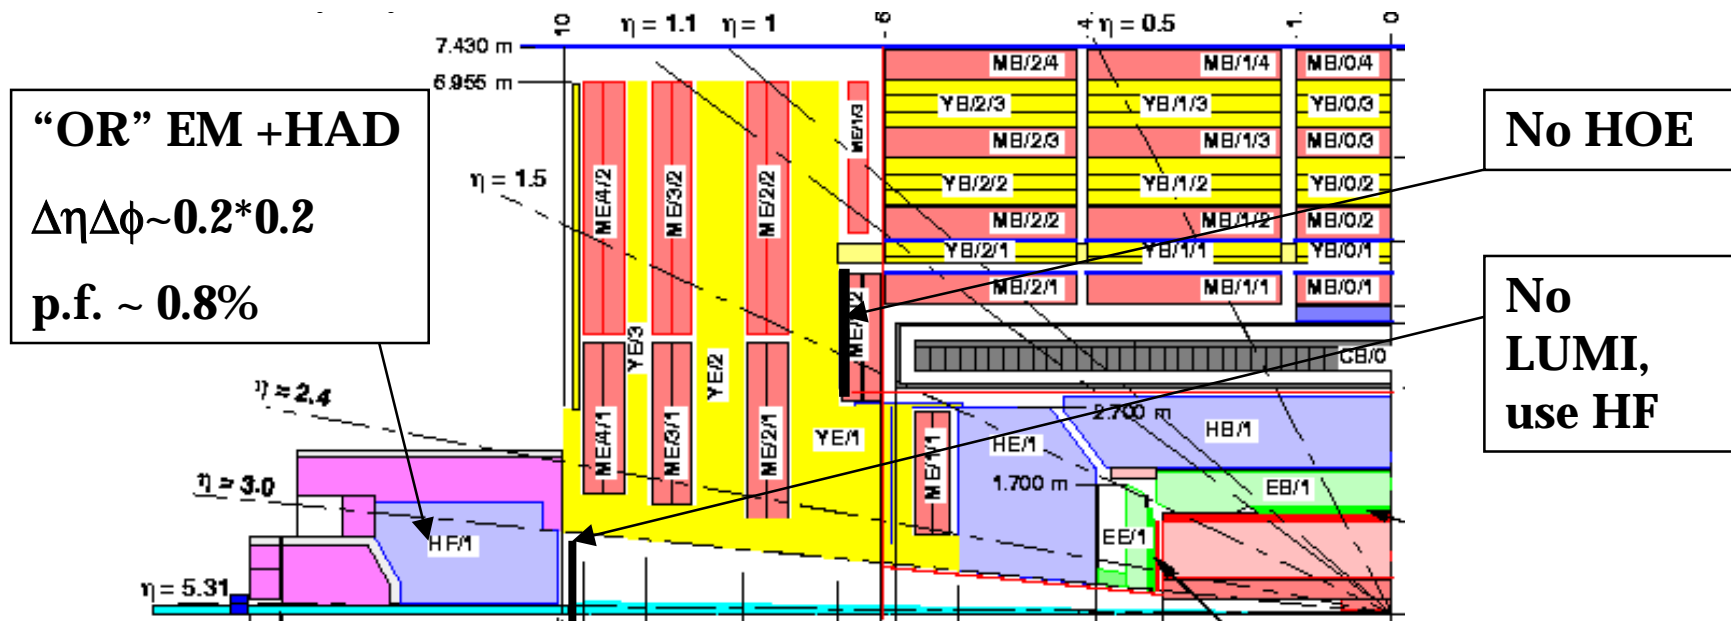 10
η = 1.1
η = 1
6
4.
η = 0.5
1.
0
7.430 m
6.955 m
“OR” EM +HAD
ΔηΔϕ~0.2*0.2
p.f. ~ 0.8%
No HOE
No
LUMI,
use HF
η = 1.5
η = 2.4
η = 3.0
η = 5.31
MB/2/4
MB/1/4
MB/0/4
YB/2/3
YB/1/3
YB/0/3
MB/2/3
MB/1/3
MB/0/3
YB/2/2
YB/1/2
YB/0/2
MB/2/2
MB/1/2
MB/0/2
YB/2/1
YB/1/1
YB/0/1
MB/2/1
MB/1/1
MB/0/1
CB/0
ME/4/2
ME/3/2
ME/2/2
ME/1/3
YE/3
YE/2
YE/1
ME/4/1
ME/3/1
ME/2/1
ME/1/1
2.700 m
HE/1
HB/1
1.700 m
EB/1
EE/1
HF/1